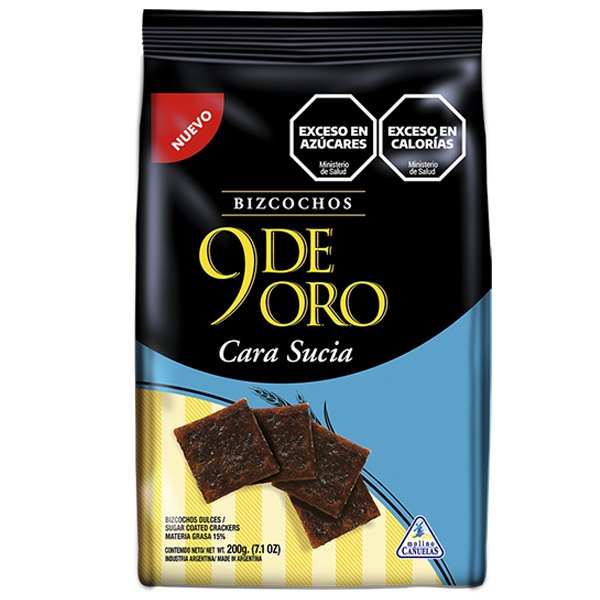 NUEVO
EXCESO EN
AZÚCARES
Ministerio
de Salud
EXCESO EN
CALORÍAS
Ministerio
de Salud
BIZCOCHOS
9 DE
ORO
Cara Sucia
BIZCOCHOS DULCES /
SUGAR COATED CRACKERS
MATERIA GRASA 15%
CONTENIDO NETO/ NET WT. 200g. (7.1 OZ)
INDUSTRIA ARGENTINA/ MADE IN ARGENTINA
molino
CAÑUELAS